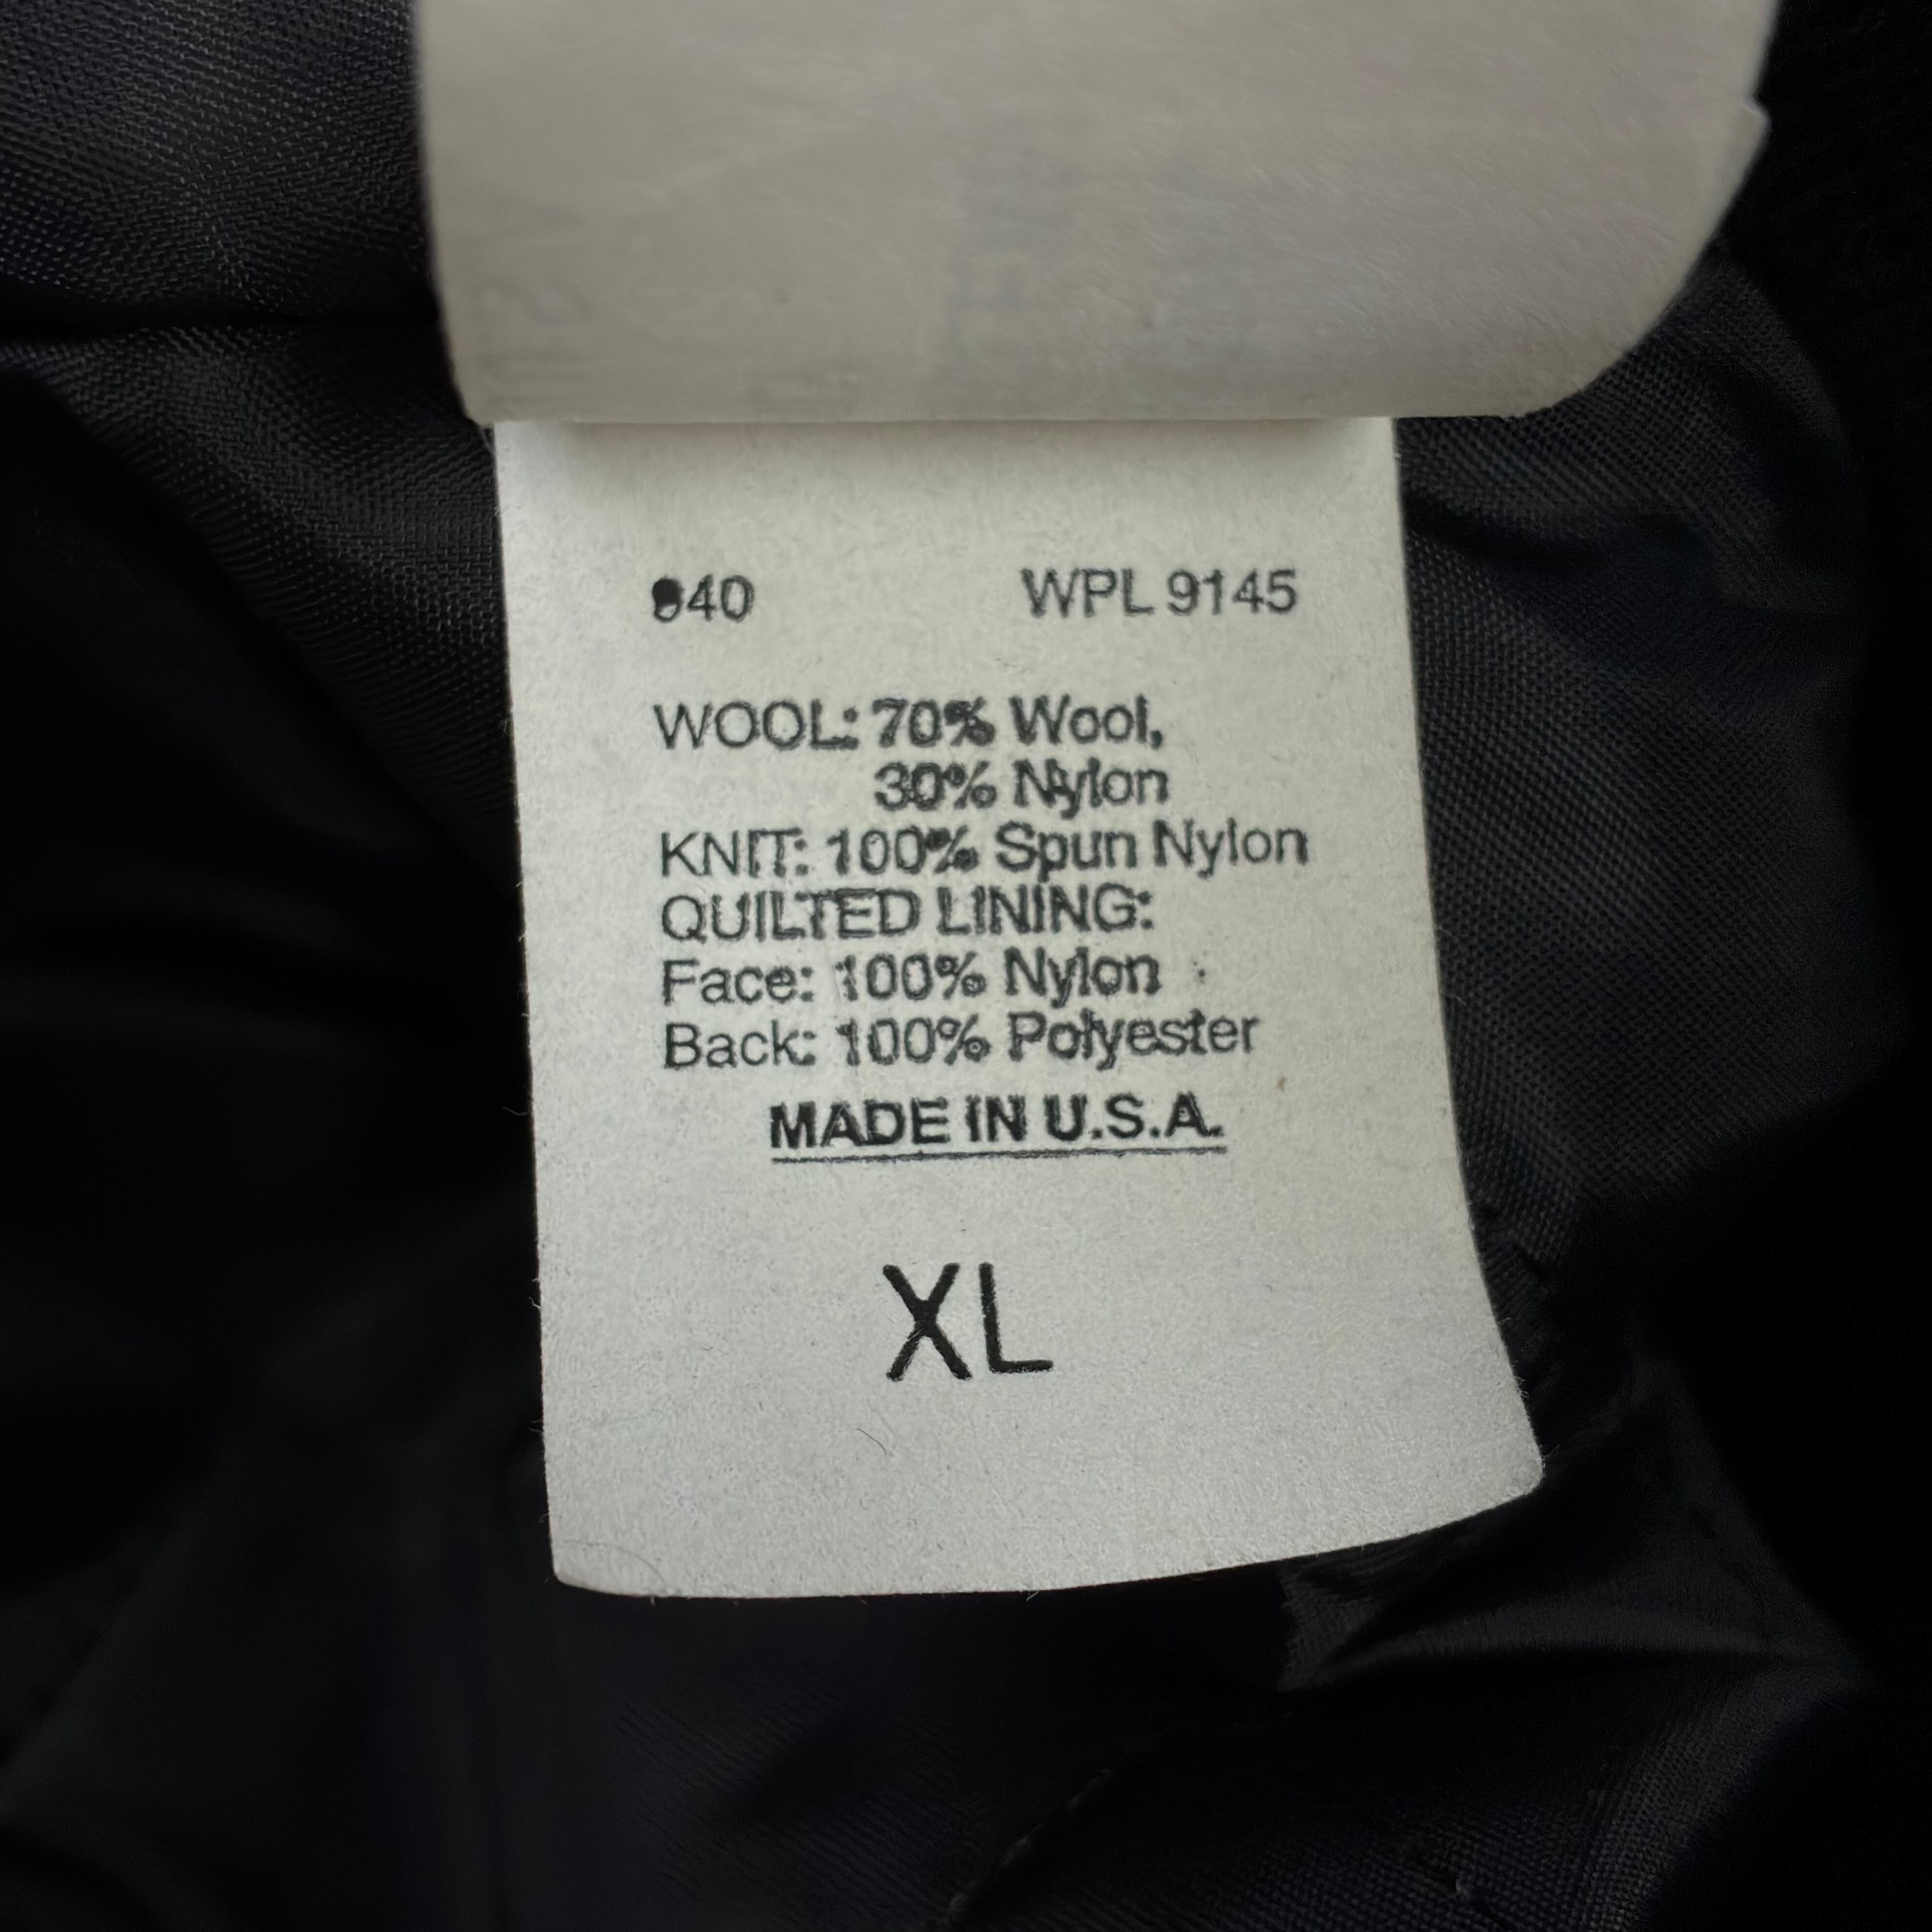 WPL 9145
WOOL: 70% Wool,
30% Nylon
KNIT: 100% Spun Nylon
QUILTED LINING:
Face: 100% Nylon
Back: 100% Polyester
MADE IN U.S.A.
XL